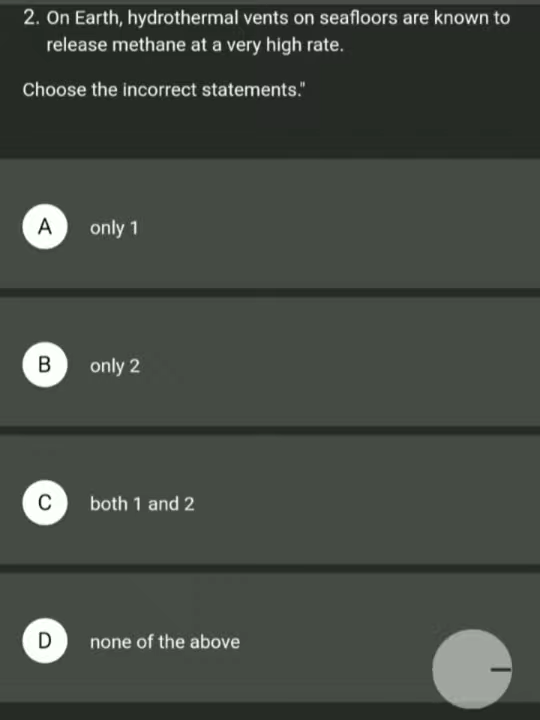 2. On Earth, hydrothermal vents on seafloors are known to
release methane at a very high rate.
Choose the incorrect statements."
A only 1
B only 2
C both 1 and 2
D none of the above